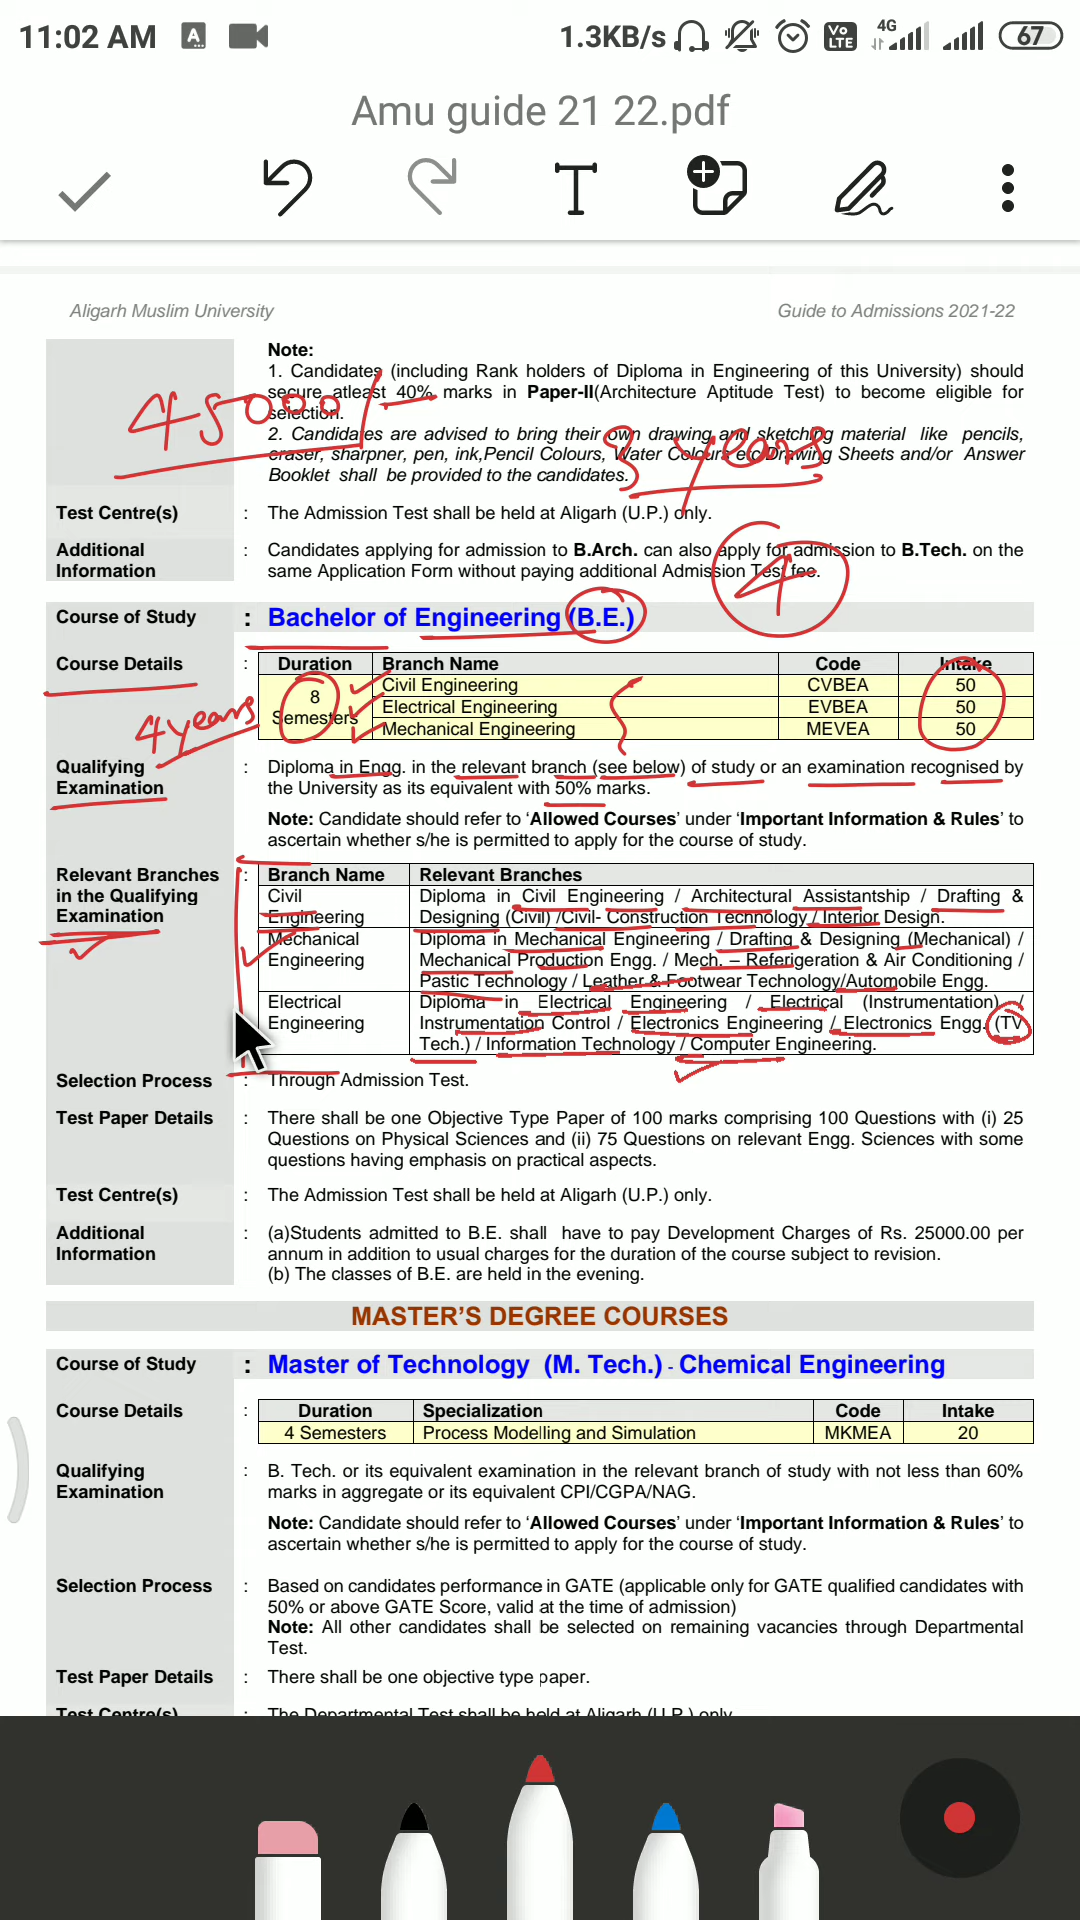 11:02 AM A... 1.3KB/s Vo LTE 4G 67
Amu guide 21 22.pdf
T
Aligarh Muslim University Guide to Admissions 2021-22
Note:
1. Candidates (including Rank holders of Diploma in Engineering of this University) should
secure atleast 40% marks in Paper-II(Architecture Aptitude Test) to become eligible for
selection.
45000/-
2. Candidates are advised to bring their own drawing and sketching material like pencils,
eraser, sharpner, pen, ink,Pencil Colours, Water Colours etc.Drawing Sheets and/or Answer
Booklet shall be provided to the candidates.
3 years
Test Centre(s) : The Admission Test shall be held at Aligarh (U.P.) only.
Additional : Candidates applying for admission to B.Arch. can also apply for admission to B.Tech. on the
Information same Application Form without paying additional Admission Test fee.
4
Course of Study : Bachelor of Engineering (B.E.)
Course Details : Duration Branch Name Code Intake
8 Semesters Civil Engineering CVBEA 50
Electrical Engineering EVBEA 50
Mechanical Engineering MEVEA 50
4 years
Qualifying : Diploma in Engg. in the relevant branch (see below) of study or an examination recognised by
Examination the University as its equivalent with 50% marks.
Note: Candidate should refer to ‘Allowed Courses’ under ‘Important Information & Rules’ to
ascertain whether s/he is permitted to apply for the course of study.
Relevant Branches : Branch Name Relevant Branches
in the Qualifying Civil Diploma in Civil Engineering / Architectural Assistantship / Drafting &
Examination Engineering Designing (Civil) /Civil- Construction Technology / Interior Design.
Mechanical Diploma in Mechanical Engineering / Drafting & Designing (Mechanical) /
Engineering Mechanical Production Engg. / Mech. – Referigeration & Air Conditioning /
Pastic Technology / Leather & Footwear Technology/Automobile Engg.
Electrical Diploma in Electrical Engineering / Electrical (Instrumentation) /
Engineering Instrumentation Control / Electronics Engineering / Electronics Engg. (TV
Tech.) / Information Technology / Computer Engineering.
Selection Process : Through Admission Test.
Test Paper Details : There shall be one Objective Type Paper of 100 marks comprising 100 Questions with (i) 25
Questions on Physical Sciences and (ii) 75 Questions on relevant Engg. Sciences with some
questions having emphasis on practical aspects.
Test Centre(s) : The Admission Test shall be held at Aligarh (U.P.) only.
Additional : (a)Students admitted to B.E. shall have to pay Development Charges of Rs. 25000.00 per
Information annum in addition to usual charges for the duration of the course subject to revision.
(b) The classes of B.E. are held in the evening.
MASTER’S DEGREE COURSES
Course of Study : Master of Technology (M. Tech.) - Chemical Engineering
Course Details : Duration Specialization Code Intake
4 Semesters Process Modelling and Simulation MKMEA 20
Qualifying : B. Tech. or its equivalent examination in the relevant branch of study with not less than 60%
Examination marks in aggregate or its equivalent CPI/CGPA/NAG.
Note: Candidate should refer to ‘Allowed Courses’ under ‘Important Information & Rules’ to
ascertain whether s/he is permitted to apply for the course of study.
Selection Process : Based on candidates performance in GATE (applicable only for GATE qualified candidates with
50% or above GATE Score, valid at the time of admission)
Note: All other candidates shall be selected on remaining vacancies through Departmental
Test.
Test Paper Details : There shall be one objective type paper.
Test Centre(s) : The Departmental Test shall be held at Aligarh (U.P.) only.